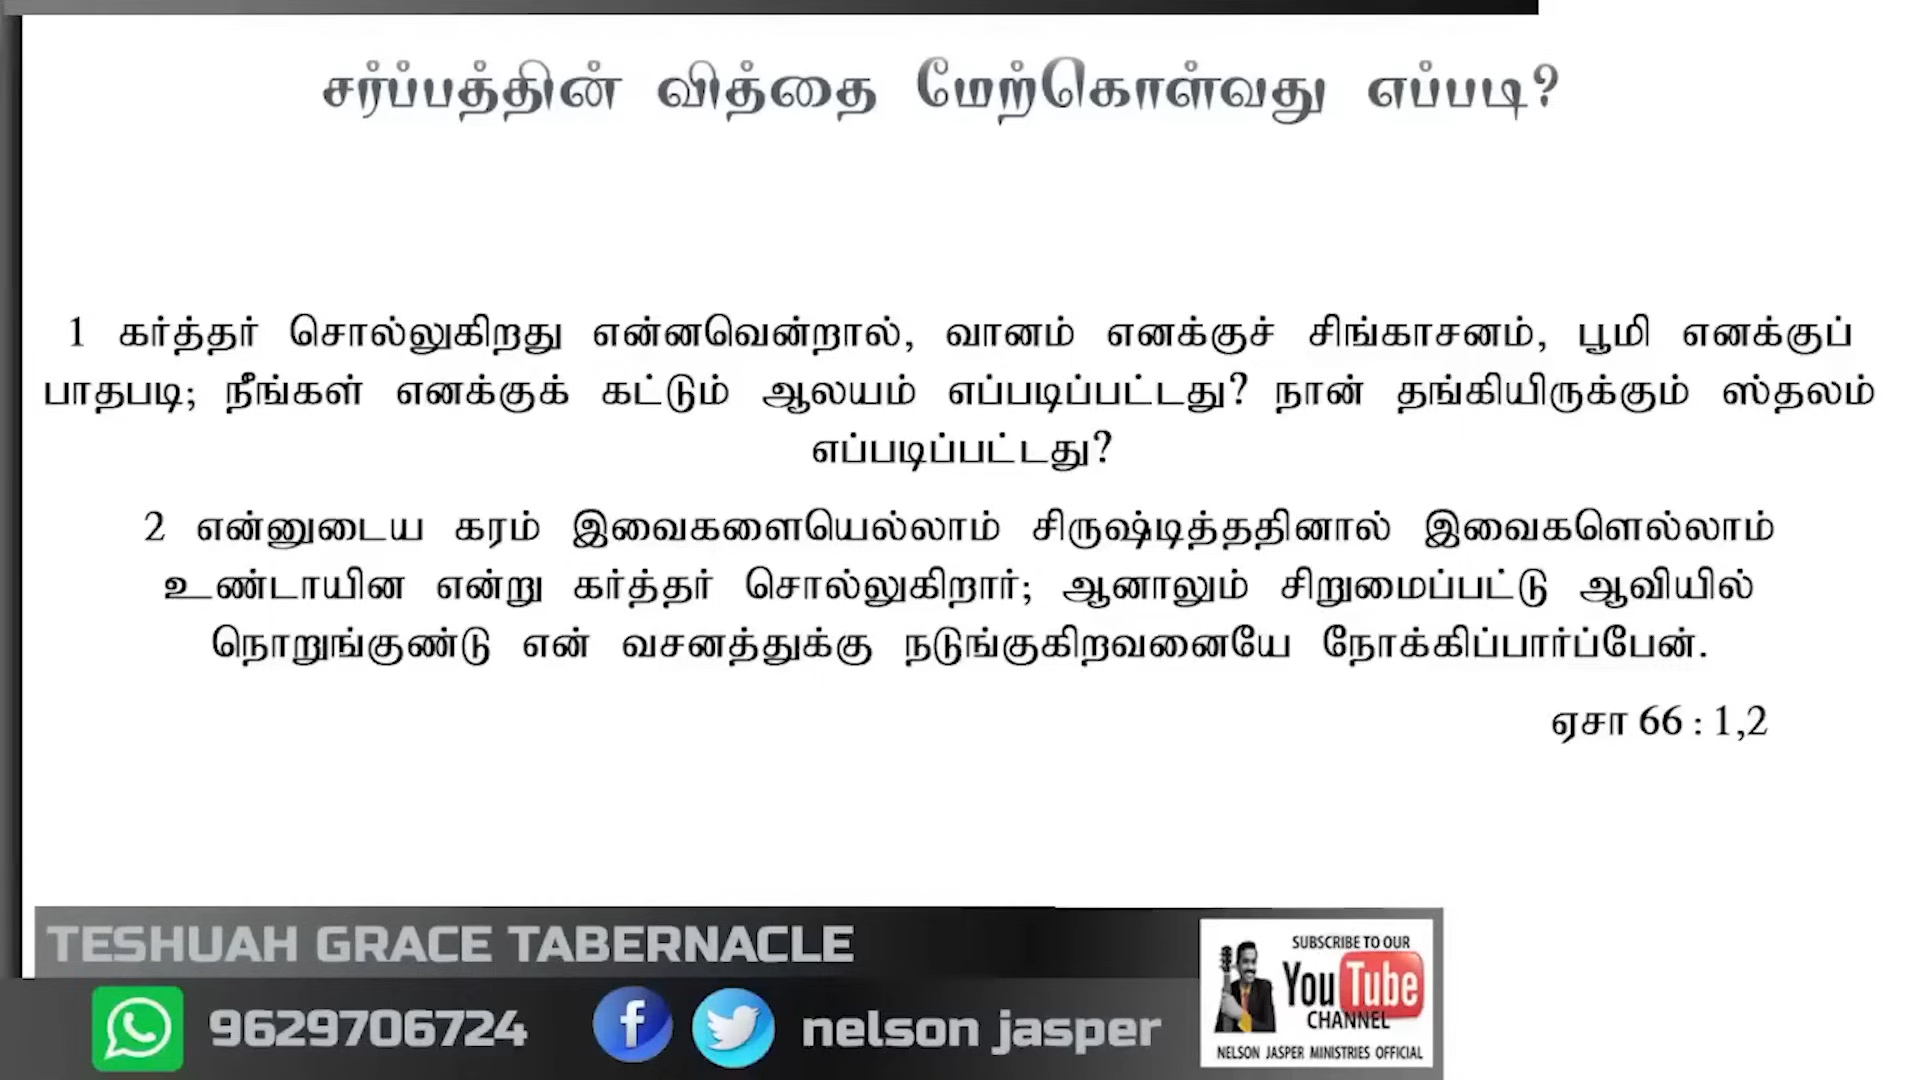 சர்ப்பத்தின் வித்தை மேற்கொள்வது எப்படி?
1 கர்த்தர் சொல்லுகிறது என்னவென்றால், வானம் எனக்குச் சிங்காசனம், பூமி எனக்குப்
பாதபடி; நீங்கள் எனக்குக் கட்டும் ஆலயம் எப்படிப்பட்டது? நான் தங்கியிருக்கும் ஸ்தலம்
எப்படிப்பட்டது?
2 என்னுடைய கரம் இவைகளையெல்லாம் சிருஷ்டித்ததினால் இவைகளெல்லாம்
உண்டாயின என்று கர்த்தர் சொல்லுகிறார்; ஆனாலும் சிறுமைப்பட்டு ஆவியில்
நொறுங்குண்டு என் வசனத்துக்கு நடுங்குகிறவனையே நோக்கிப்பார்ப்பேன்.
ஏசா 66 : 1,2
TESHUAH GRACE TABERNACLE
9629706724
nelson jasper
SUBSCRIBE TO OUR
YouTube
CHANNEL
NELSON JASPER MINISTRIES OFFICIAL